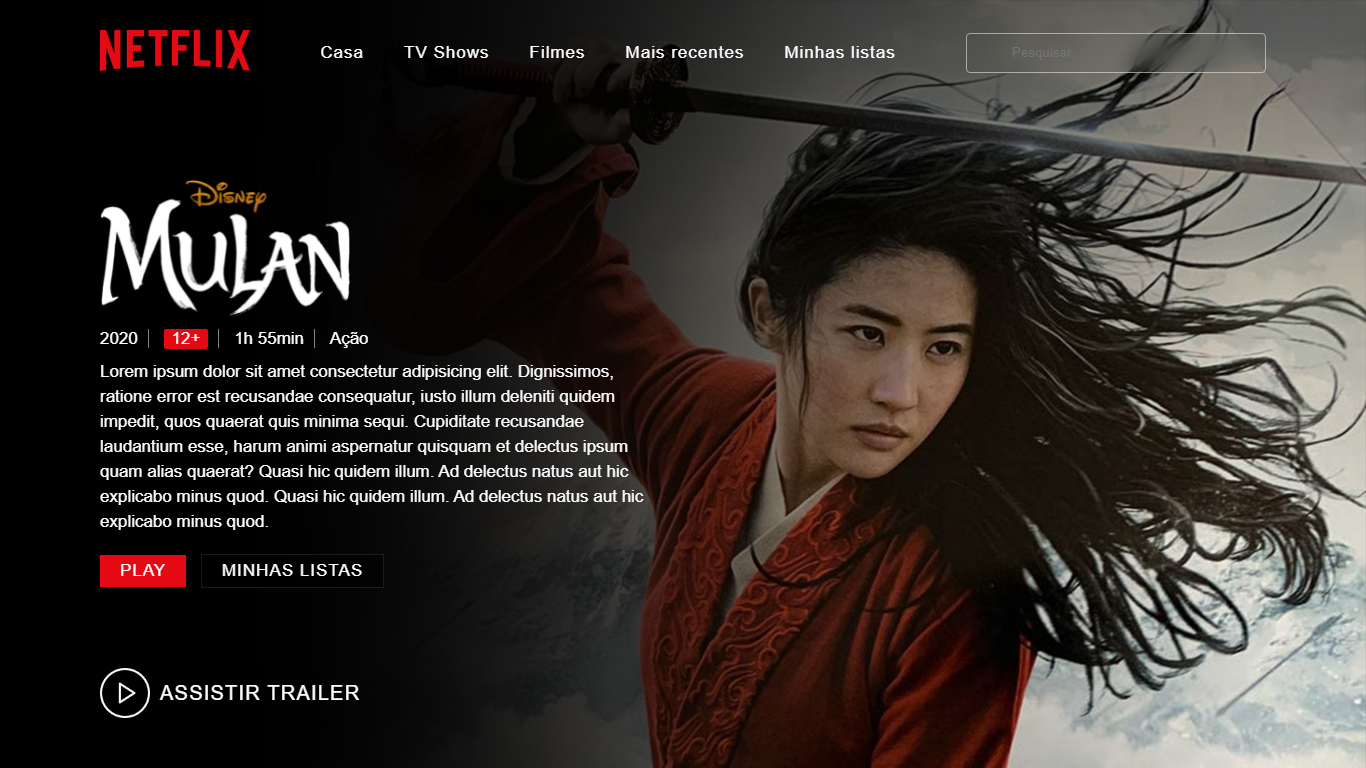 NETFLIX
Casa TV Shows Filmes Mais recentes Minhas listas
Pesquisar
Disney
MULAN
2020 12+ 1h 55min Ação
Lorem ipsum dolor sit amet consectetur adipisicing elit. Dignissimos,
ratione error est recusandae consequatur, iusto illum deleniti quidem
impedit, quos quaerat quis minima sequi. Cupiditate recusandae
laudantium esse, harum animi aspernatur quisquam et delectus ipsum
quam alias quaerat? Quasi hic quidem illum. Ad delectus natus aut hic
explicabo minus quod. Quasi hic quidem illum. Ad delectus natus aut hic
explicabo minus quod.
PLAY MINHAS LISTAS
ASSISTIR TRAILER